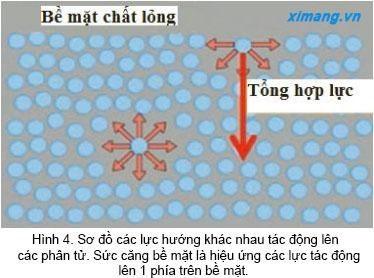 Bề mặt chất lỏng
ximang.vn
Tổng hợp lực
Hình 4. Sơ đồ các lực hướng khác nhau tác động lên
các phân tử. Sức căng bề mặt là hiệu ứng các lực tác động
lên 1 phía trên bề mặt.